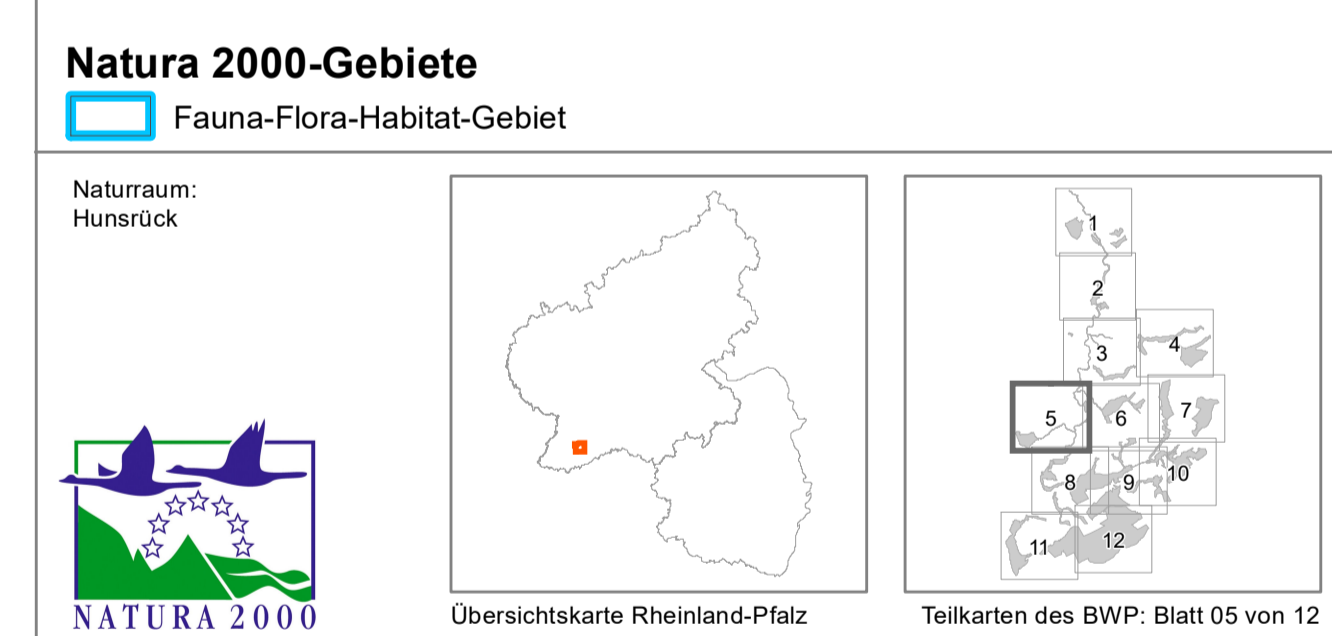 Natura 2000-Gebiete
Fauna-Flora-Habitat-Gebiet
Naturraum:
Hunsrück
NATURA 2000
Übersichtskarte Rheinland-Pfalz
1
2
3
4
5
6
7
8
9
10
11
12
Teilkarten des BWP: Blatt 05 von 12